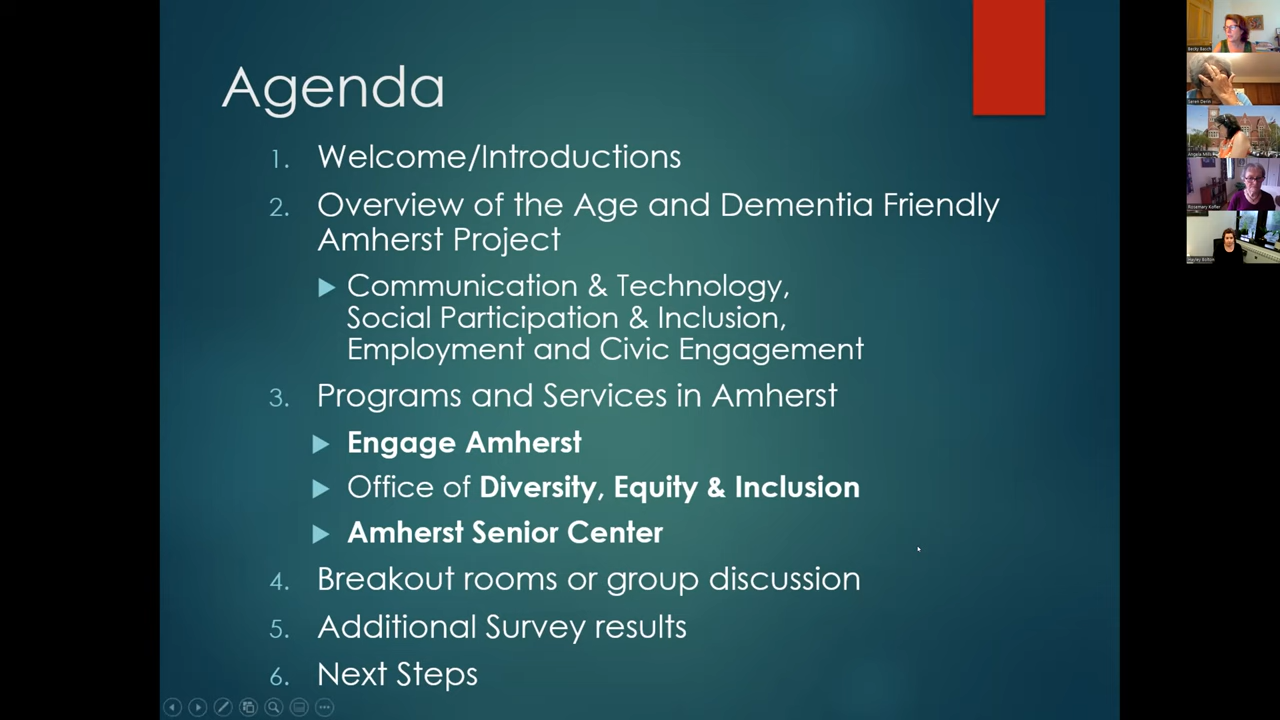 Agenda
1. Welcome/Introductions
2. Overview of the Age and Dementia Friendly
Amherst Project
Communication & Technology,
Social Participation & Inclusion,
Employment and Civic Engagement
3. Programs and Services in Amherst
Engage Amherst
Office of Diversity, Equity & Inclusion
Amherst Senior Center
4. Breakout rooms or group discussion
5. Additional Survey results
6. Next Steps